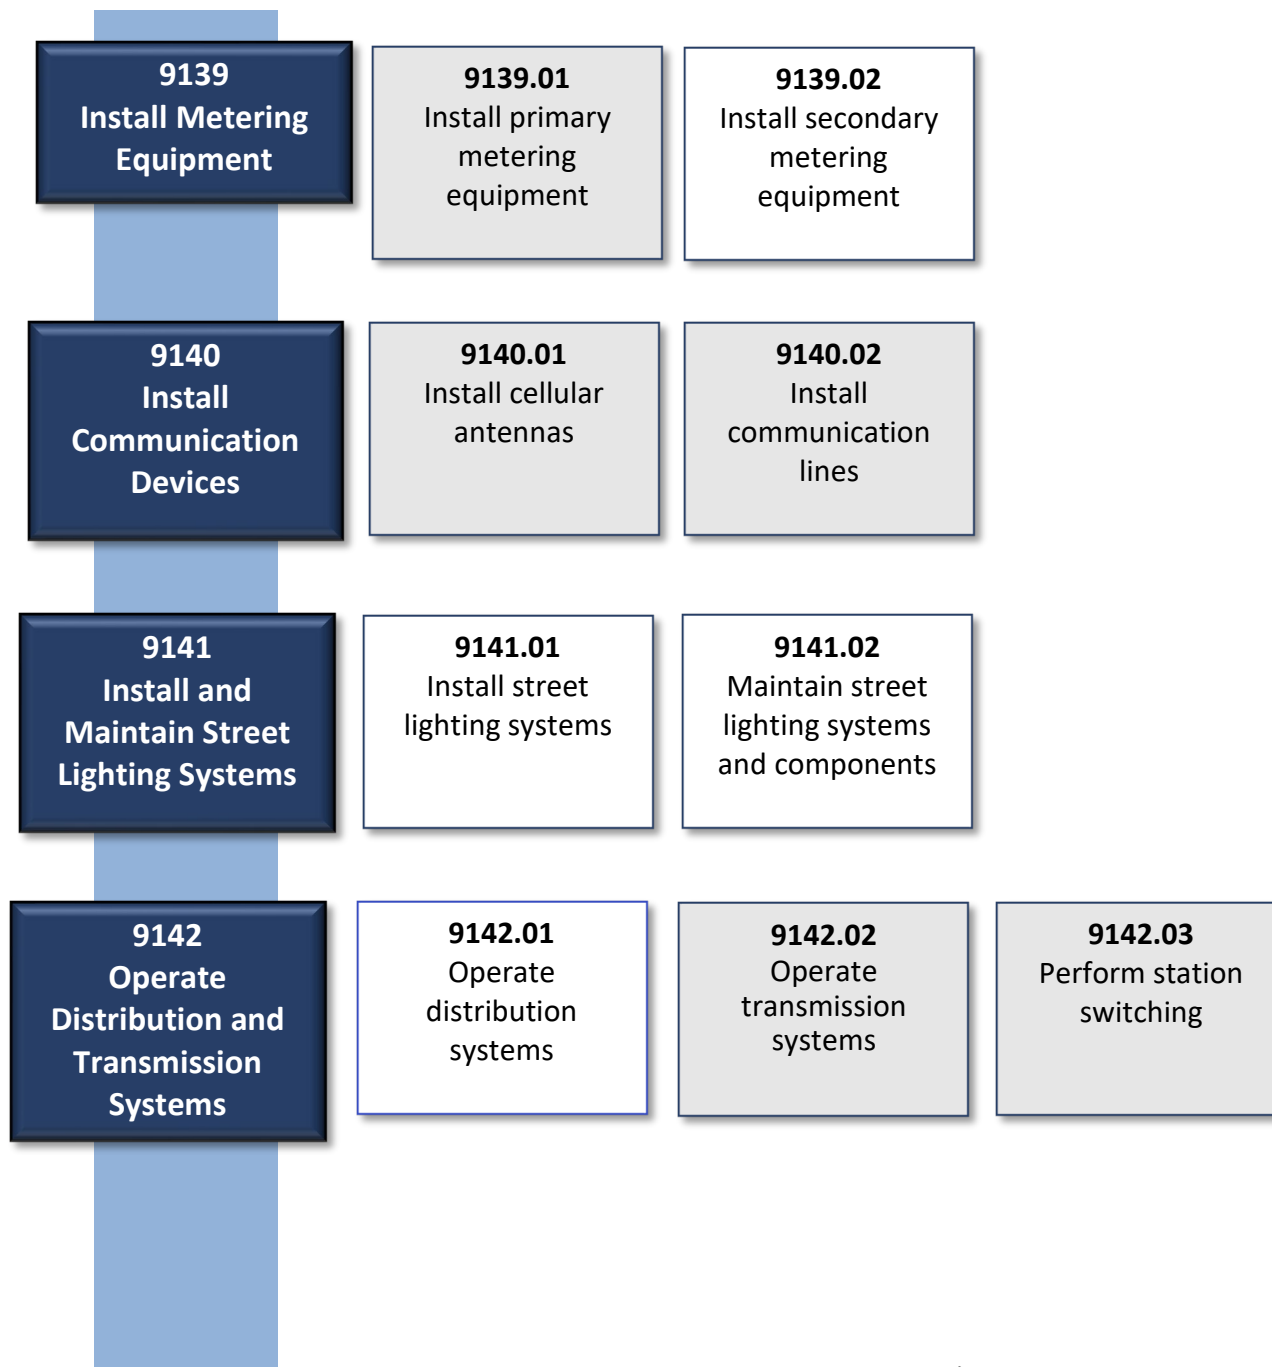 9139
Install Metering
Equipment
9139.01
Install primary
metering
equipment
9139.02
Install secondary
metering
equipment
9140
Install
Communication
Devices
9140.01
Install cellular
antennas
9140.02
Install
communication
lines
9141
Install and
Maintain Street
Lighting Systems
9141.01
Install street
lighting systems
9141.02
Maintain street
lighting systems
and components
9142
Operate
Distribution and
Transmission
Systems
9142.01
Operate
distribution
systems
9142.02
Operate
transmission
systems
9142.03
Perform station
switching